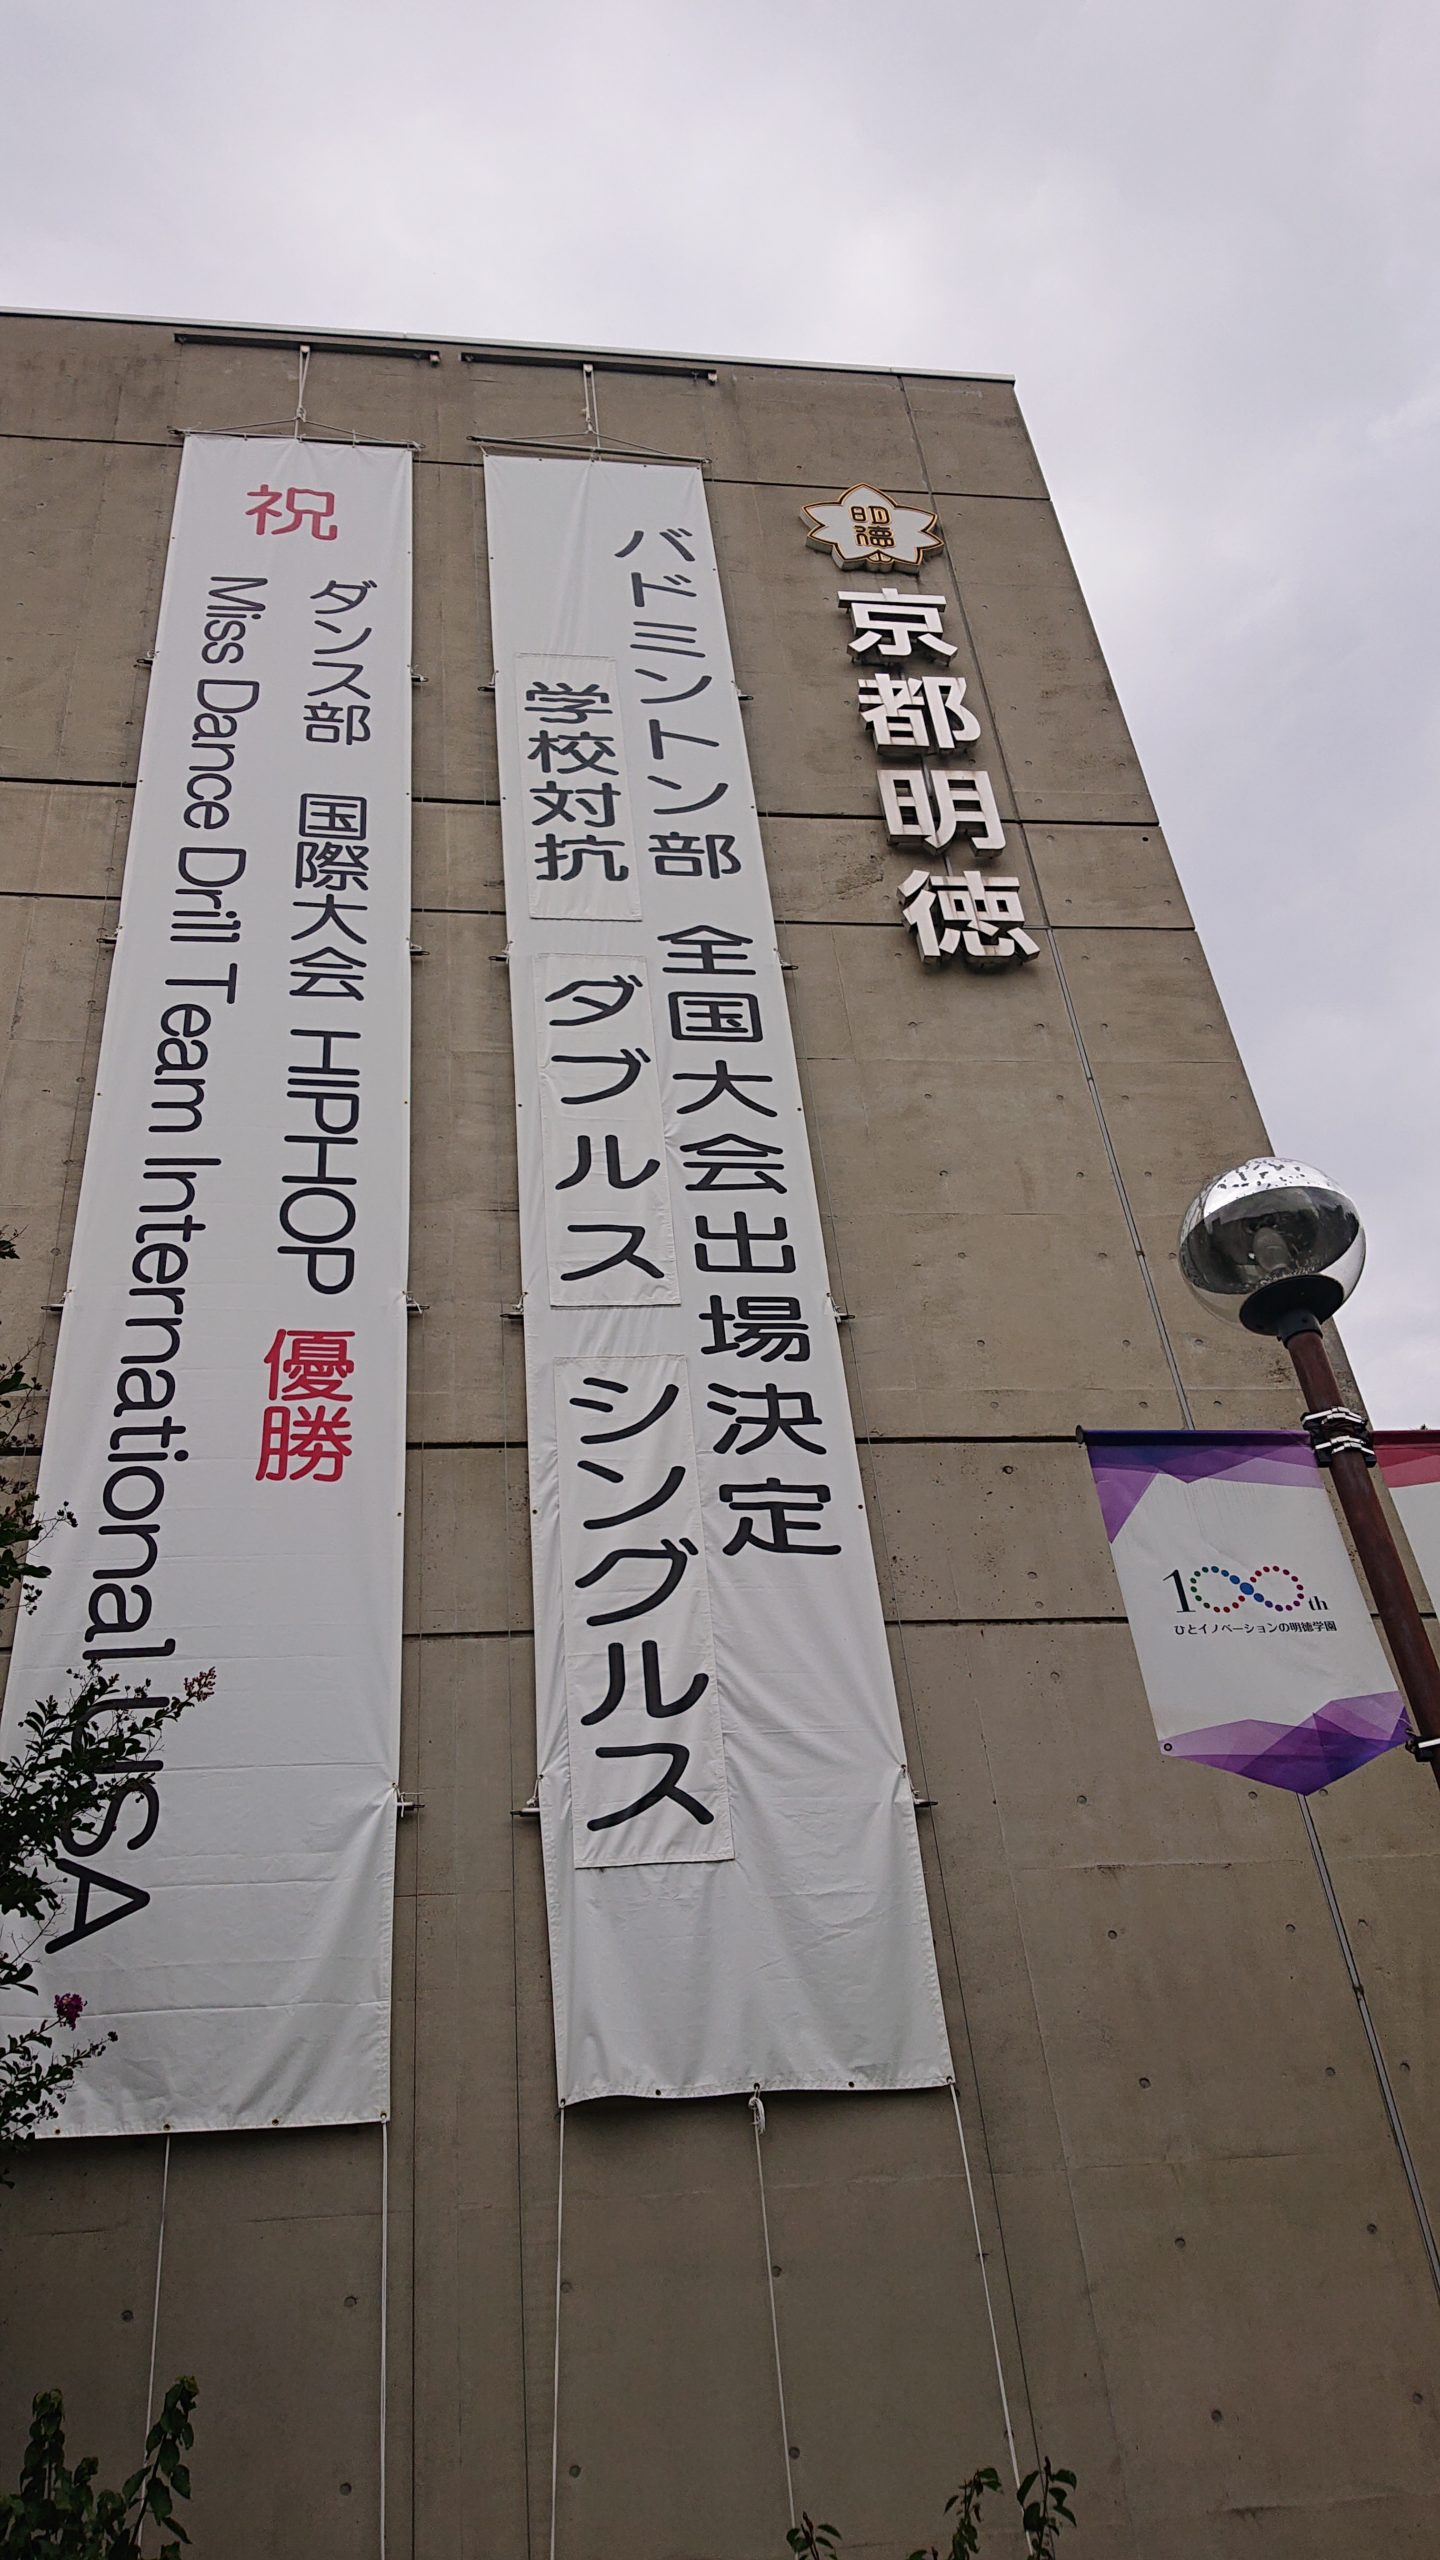 明徳
京都明徳
バドミントン部 全国大会出場決定
学校対抗 ダブルス シングルス
祝
ダンス部 国際大会 HIPHOP 優勝
Miss Dance Drill Team International USA
100th
ひとイノベーションの明徳学園